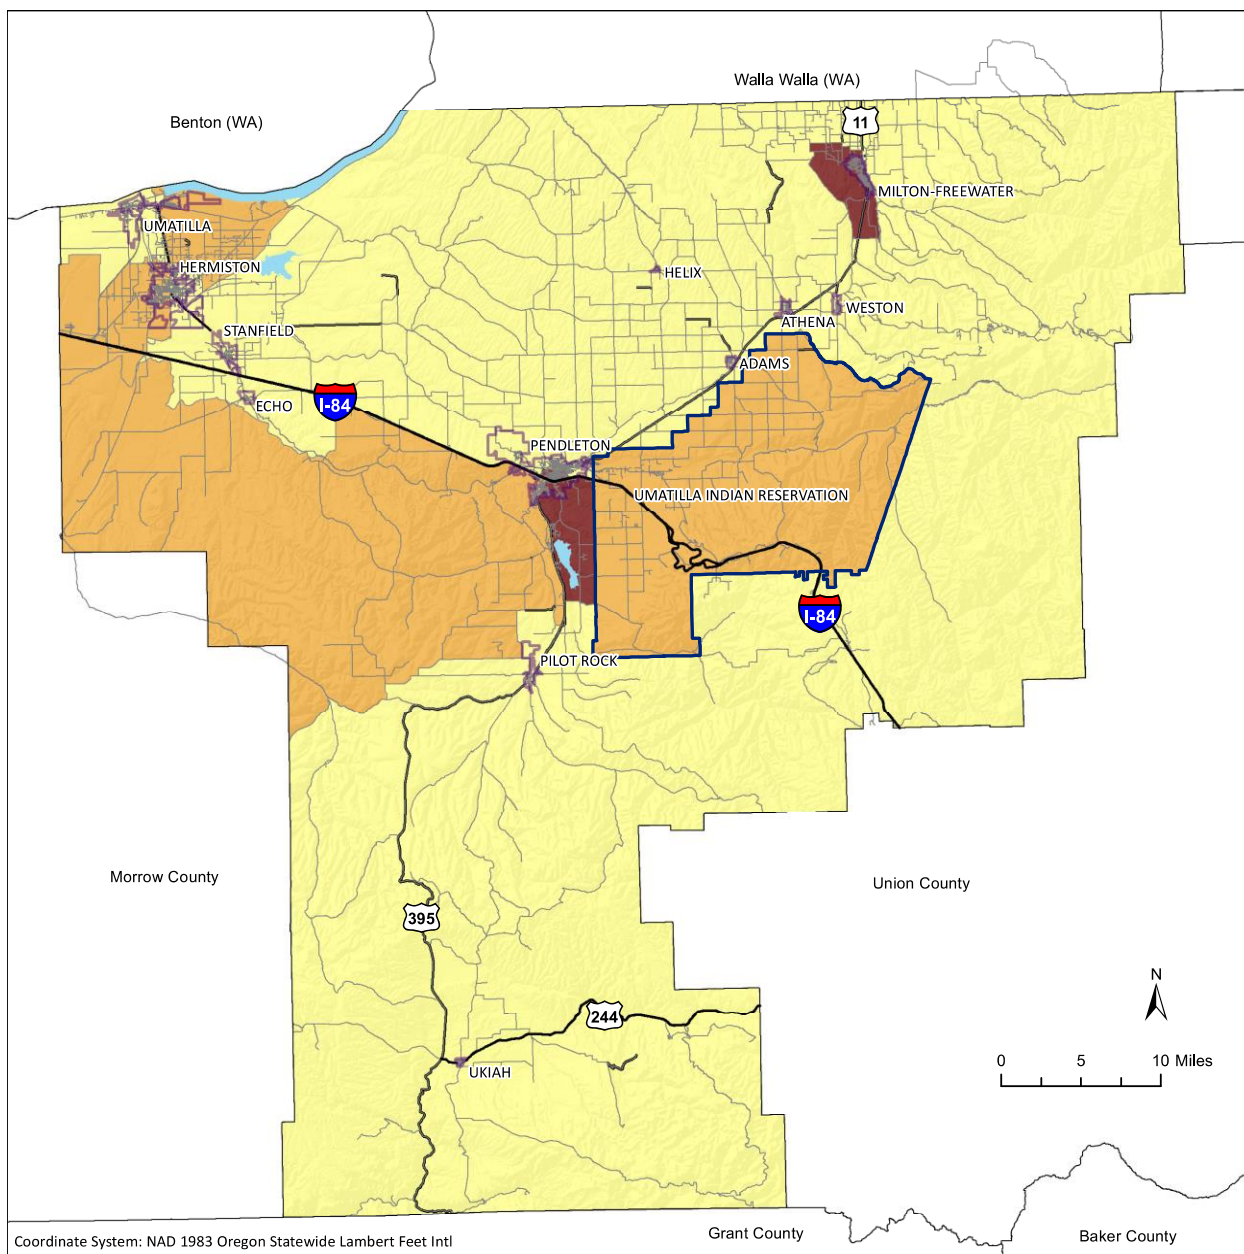 Walla Walla (WA)
Benton (WA)
11
MILTON-FREEWATER
UMATILLA
HERMISTON
HELIX
WESTON
ATHENA
STANFIELD
ADAMS
ECHO
I-84
PENDLETON
UMATILLA INDIAN RESERVATION
I-84
PILOT ROCK
Morrow County
Union County
395
N
244
0 5 10 Miles
UKIAH
Grant County
Baker County
Coordinate System: NAD 1983 Oregon Statewide Lambert Feet Intl